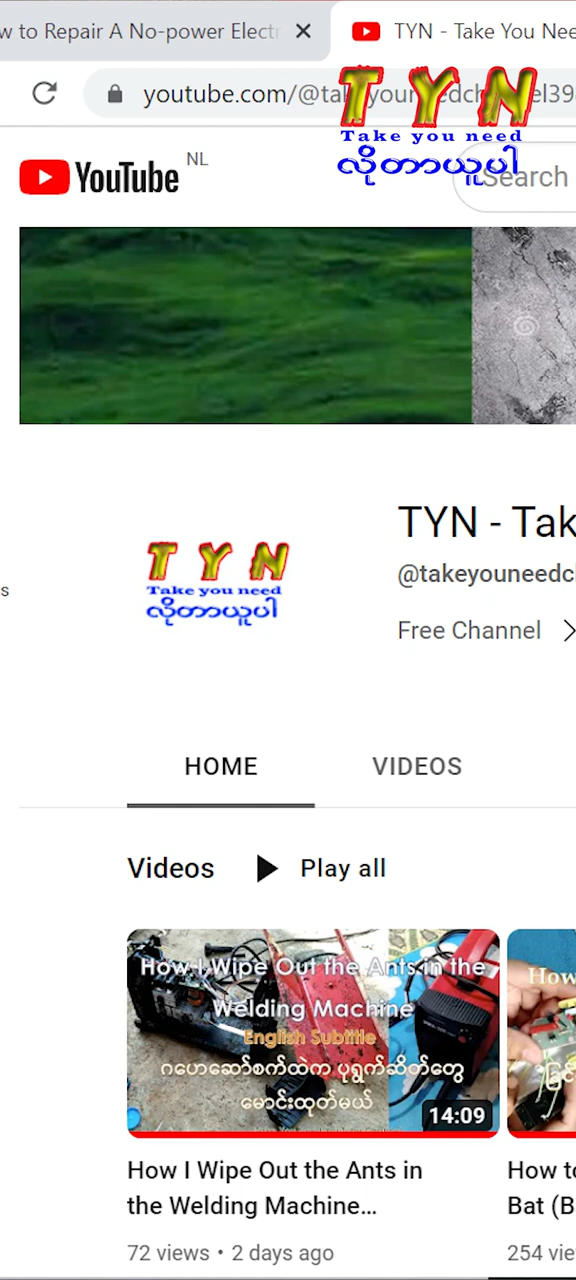 w to Repair A No-power Electr
TYN - Take You Nee
youtube.com/@tak
TYN
Take you need
လိုတာယူပါ
YouTube NL
Search
TYN - Tak
TYN
Take you need
လိုတာယူပါ
@takeyouneedch
s
Free Channel
HOME VIDEOS
Videos Play all
How I Wipe Out the Ants in the
Welding Machine
English Subtitle
ဂဟေဆော်စက်ထဲက ပုရွက်ဆိတ်တွေ
မောင်းထုတ်မယ်
14:09
How
How I Wipe Out the Ants in
the Welding Machine...
72 views • 2 days ago
How to
Bat (B
254 vie